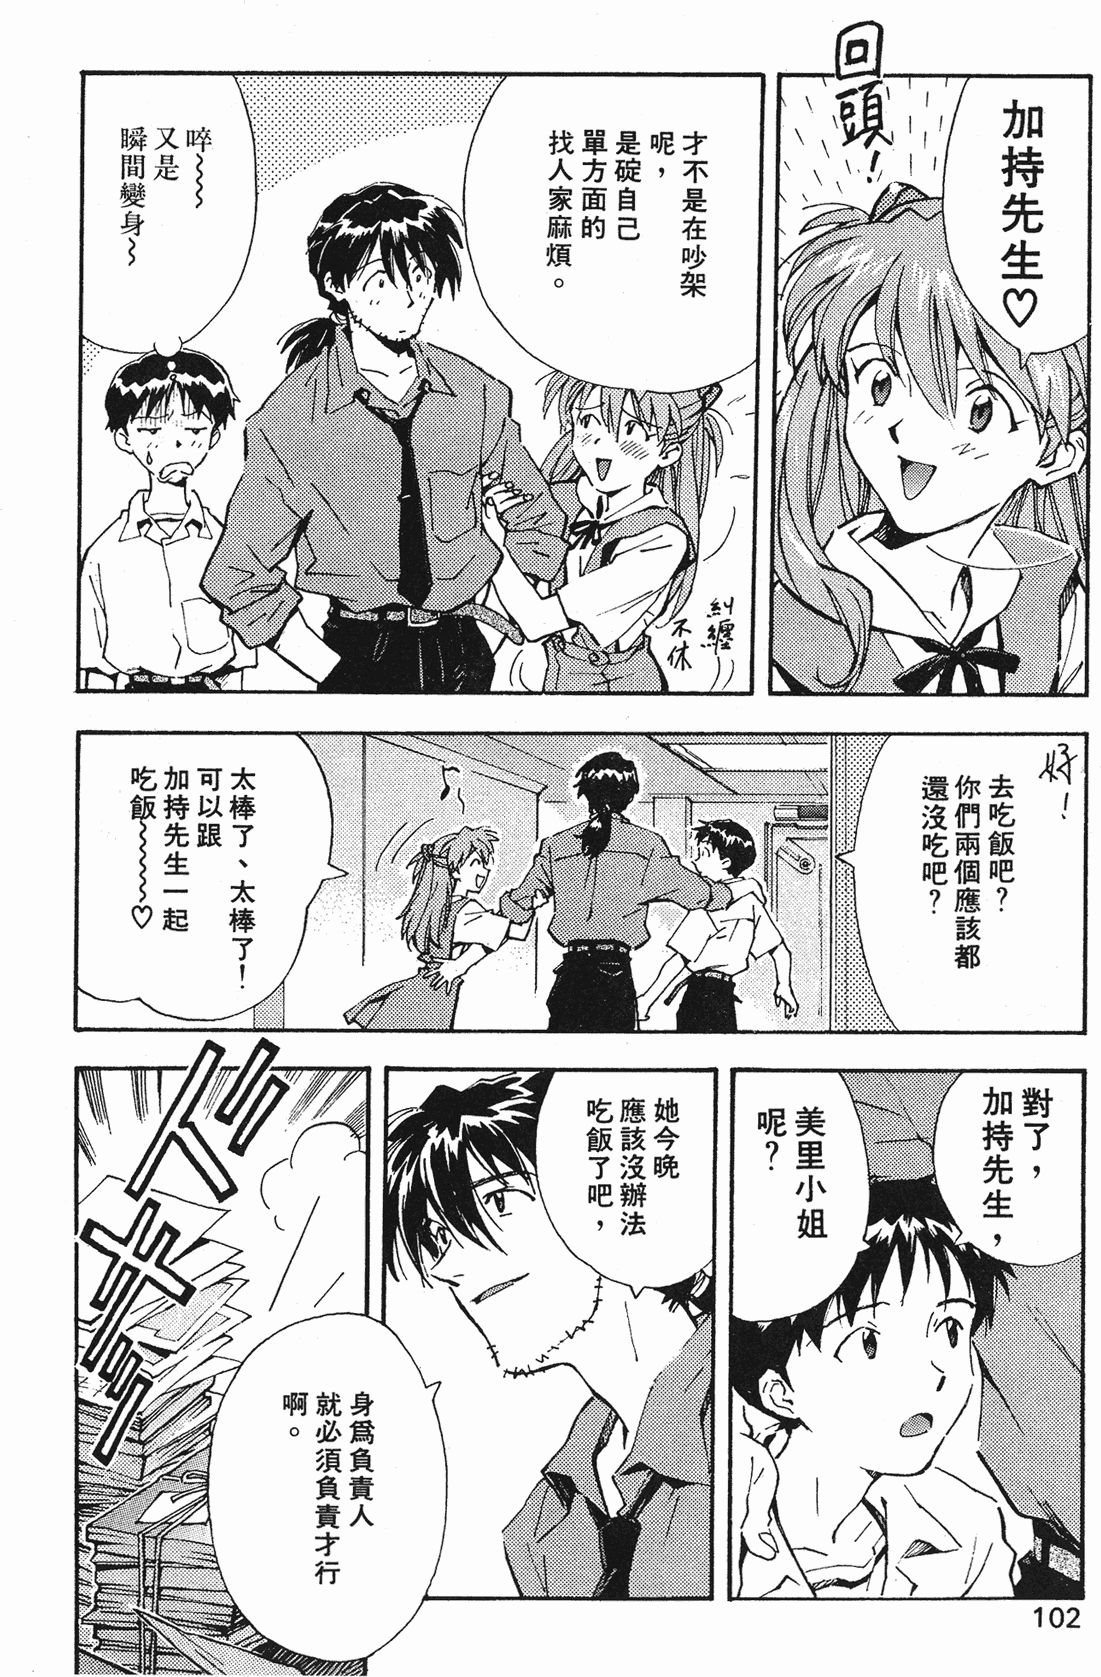 回頭！
加持先生♡
才不是在吵架
呢，
是碇自己
單方面的
找人家麻煩。
糾纏
不休
啐～～～
又是
瞬間變身～
好！
去吃飯吧？
你們兩個應該都
還沒吃吧？
太棒了、太棒了！
可以跟
加持先生一起
吃飯～～～♡
對了，
加持先生，
美里小姐
呢？
她今晚
應該沒辦法
吃飯了吧，
身為負責人
就必須負責才行
啊。
102